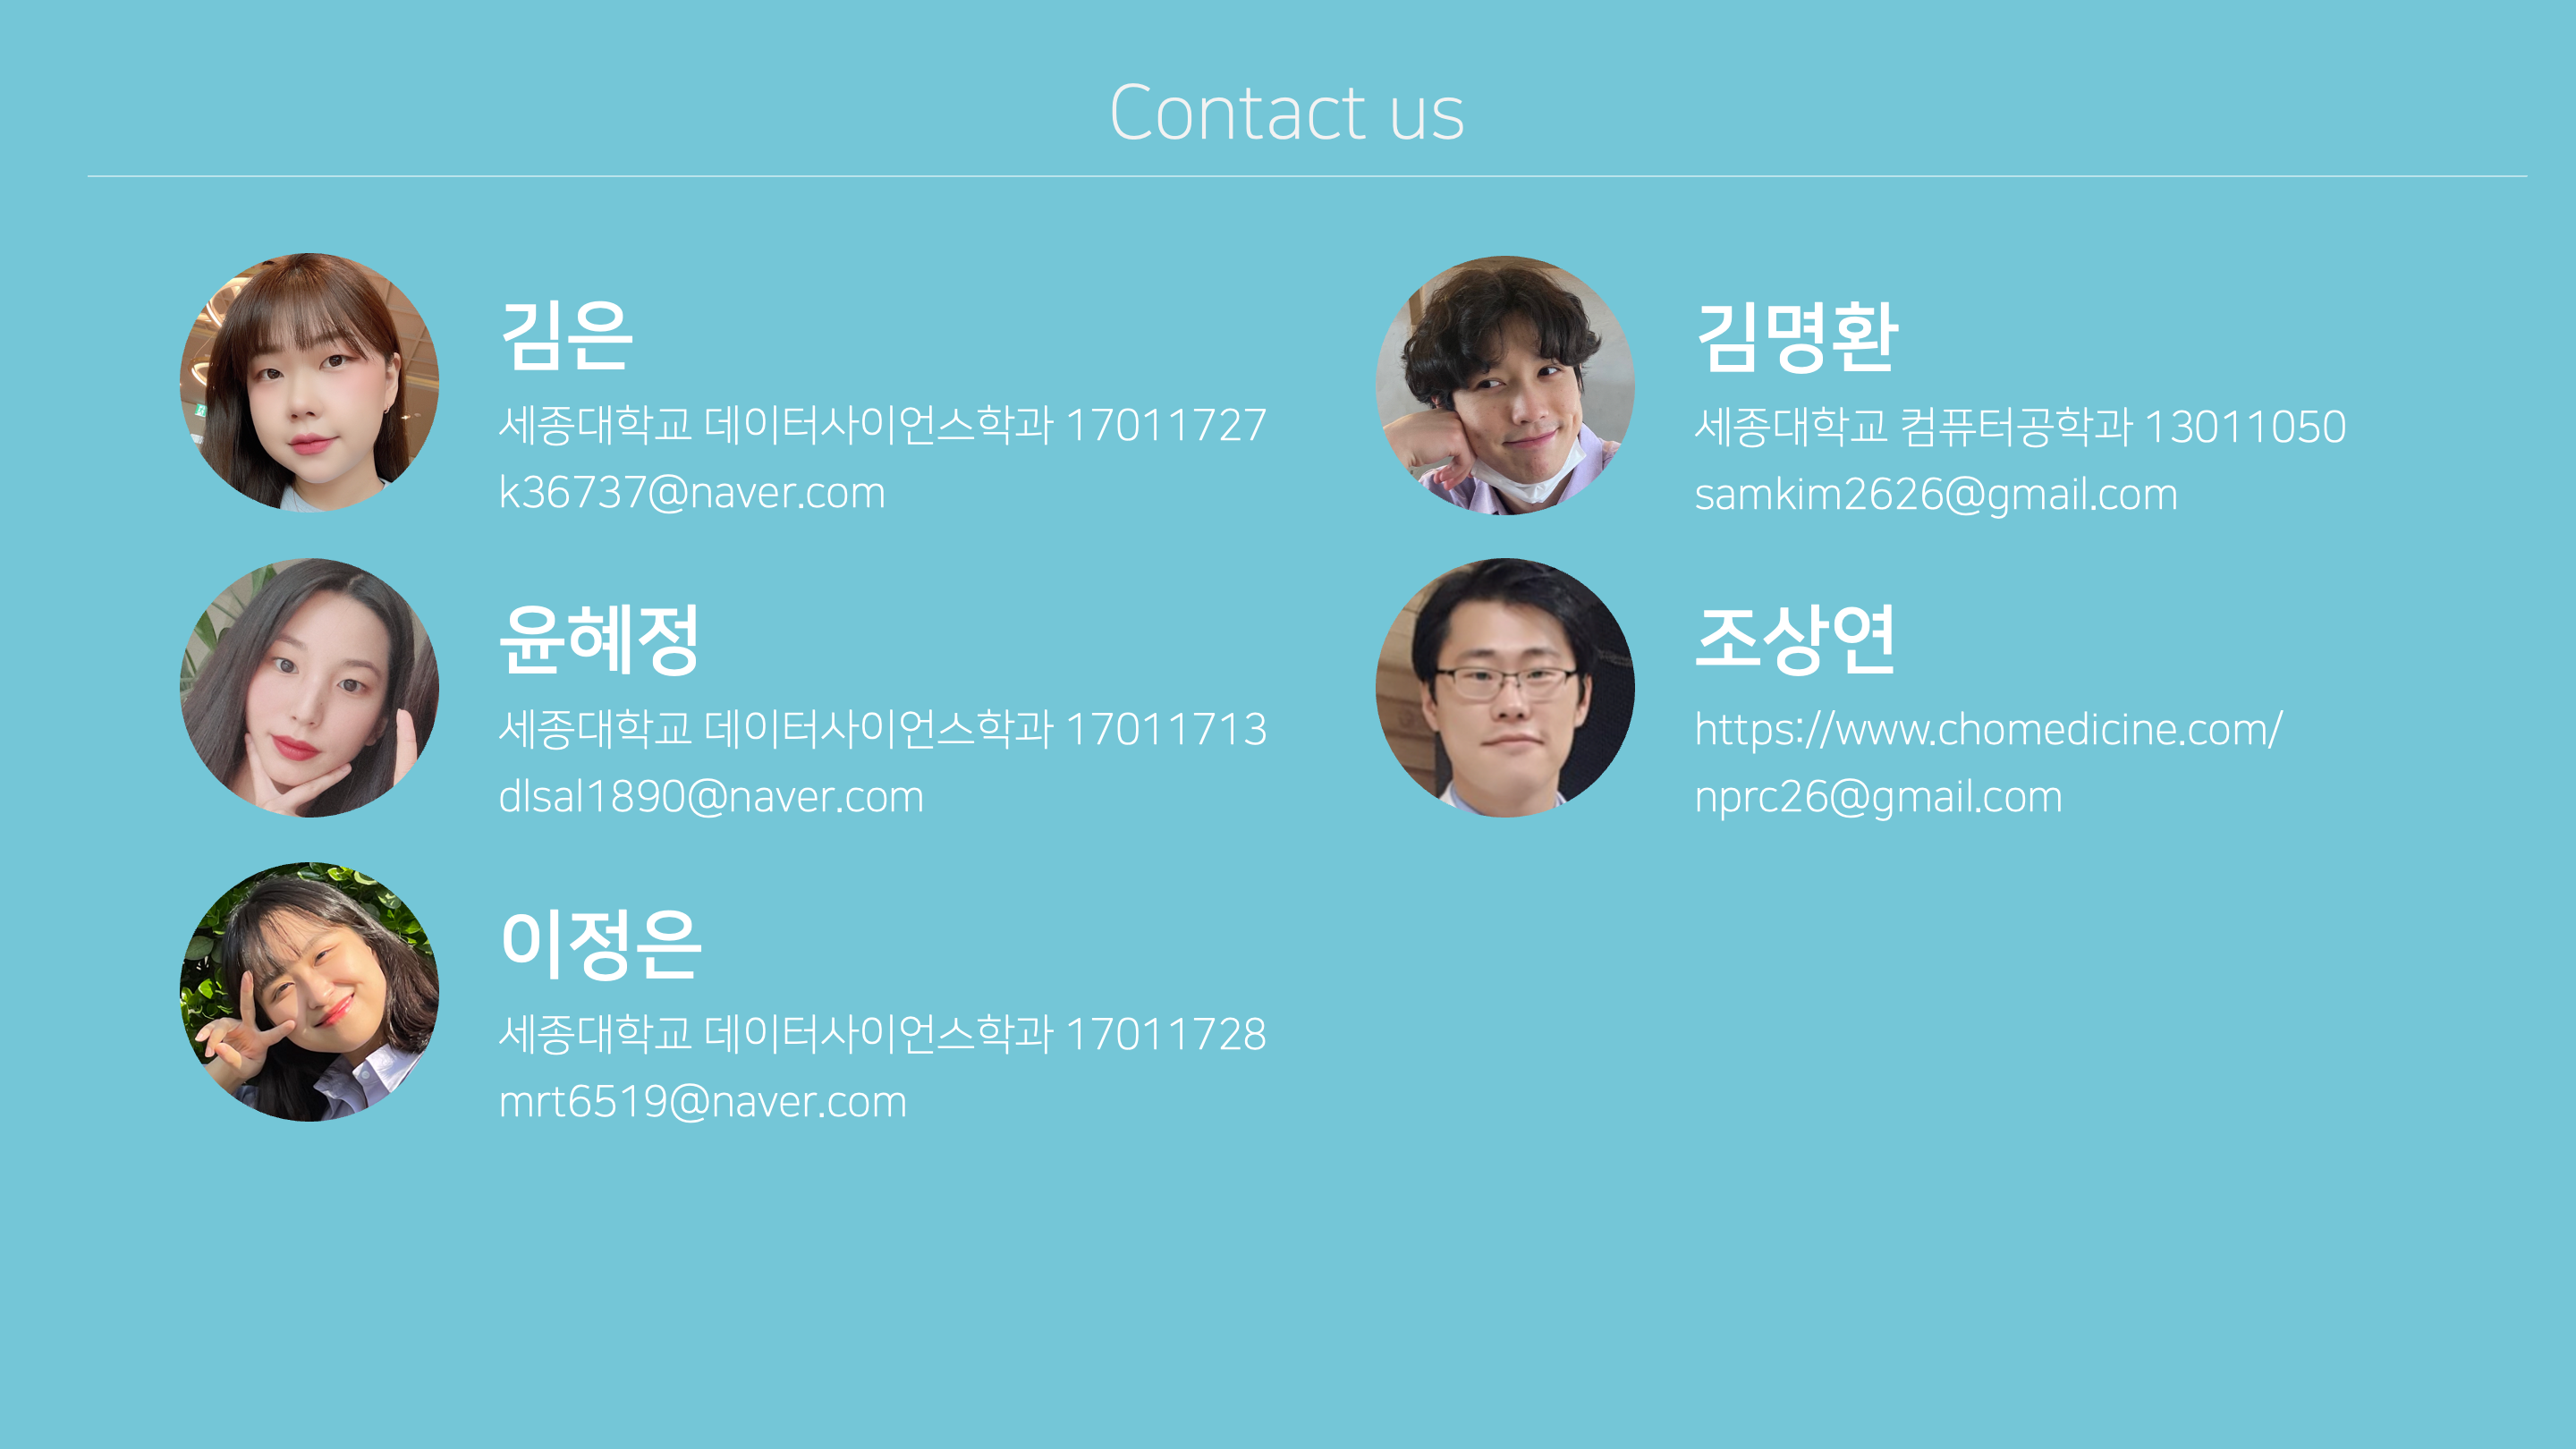 Contact us
김은
세종대학교 데이터사이언스학과 17011727
k36737@naver.com
윤혜정
세종대학교 데이터사이언스학과 17011713
dlsal1890@naver.com
이정은
세종대학교 데이터사이언스학과 17011728
mrt6519@naver.com
김명환
세종대학교 컴퓨터공학과 13011050
samkim2626@gmail.com
조상연
https://www.chomedicine.com/
nprc26@gmail.com